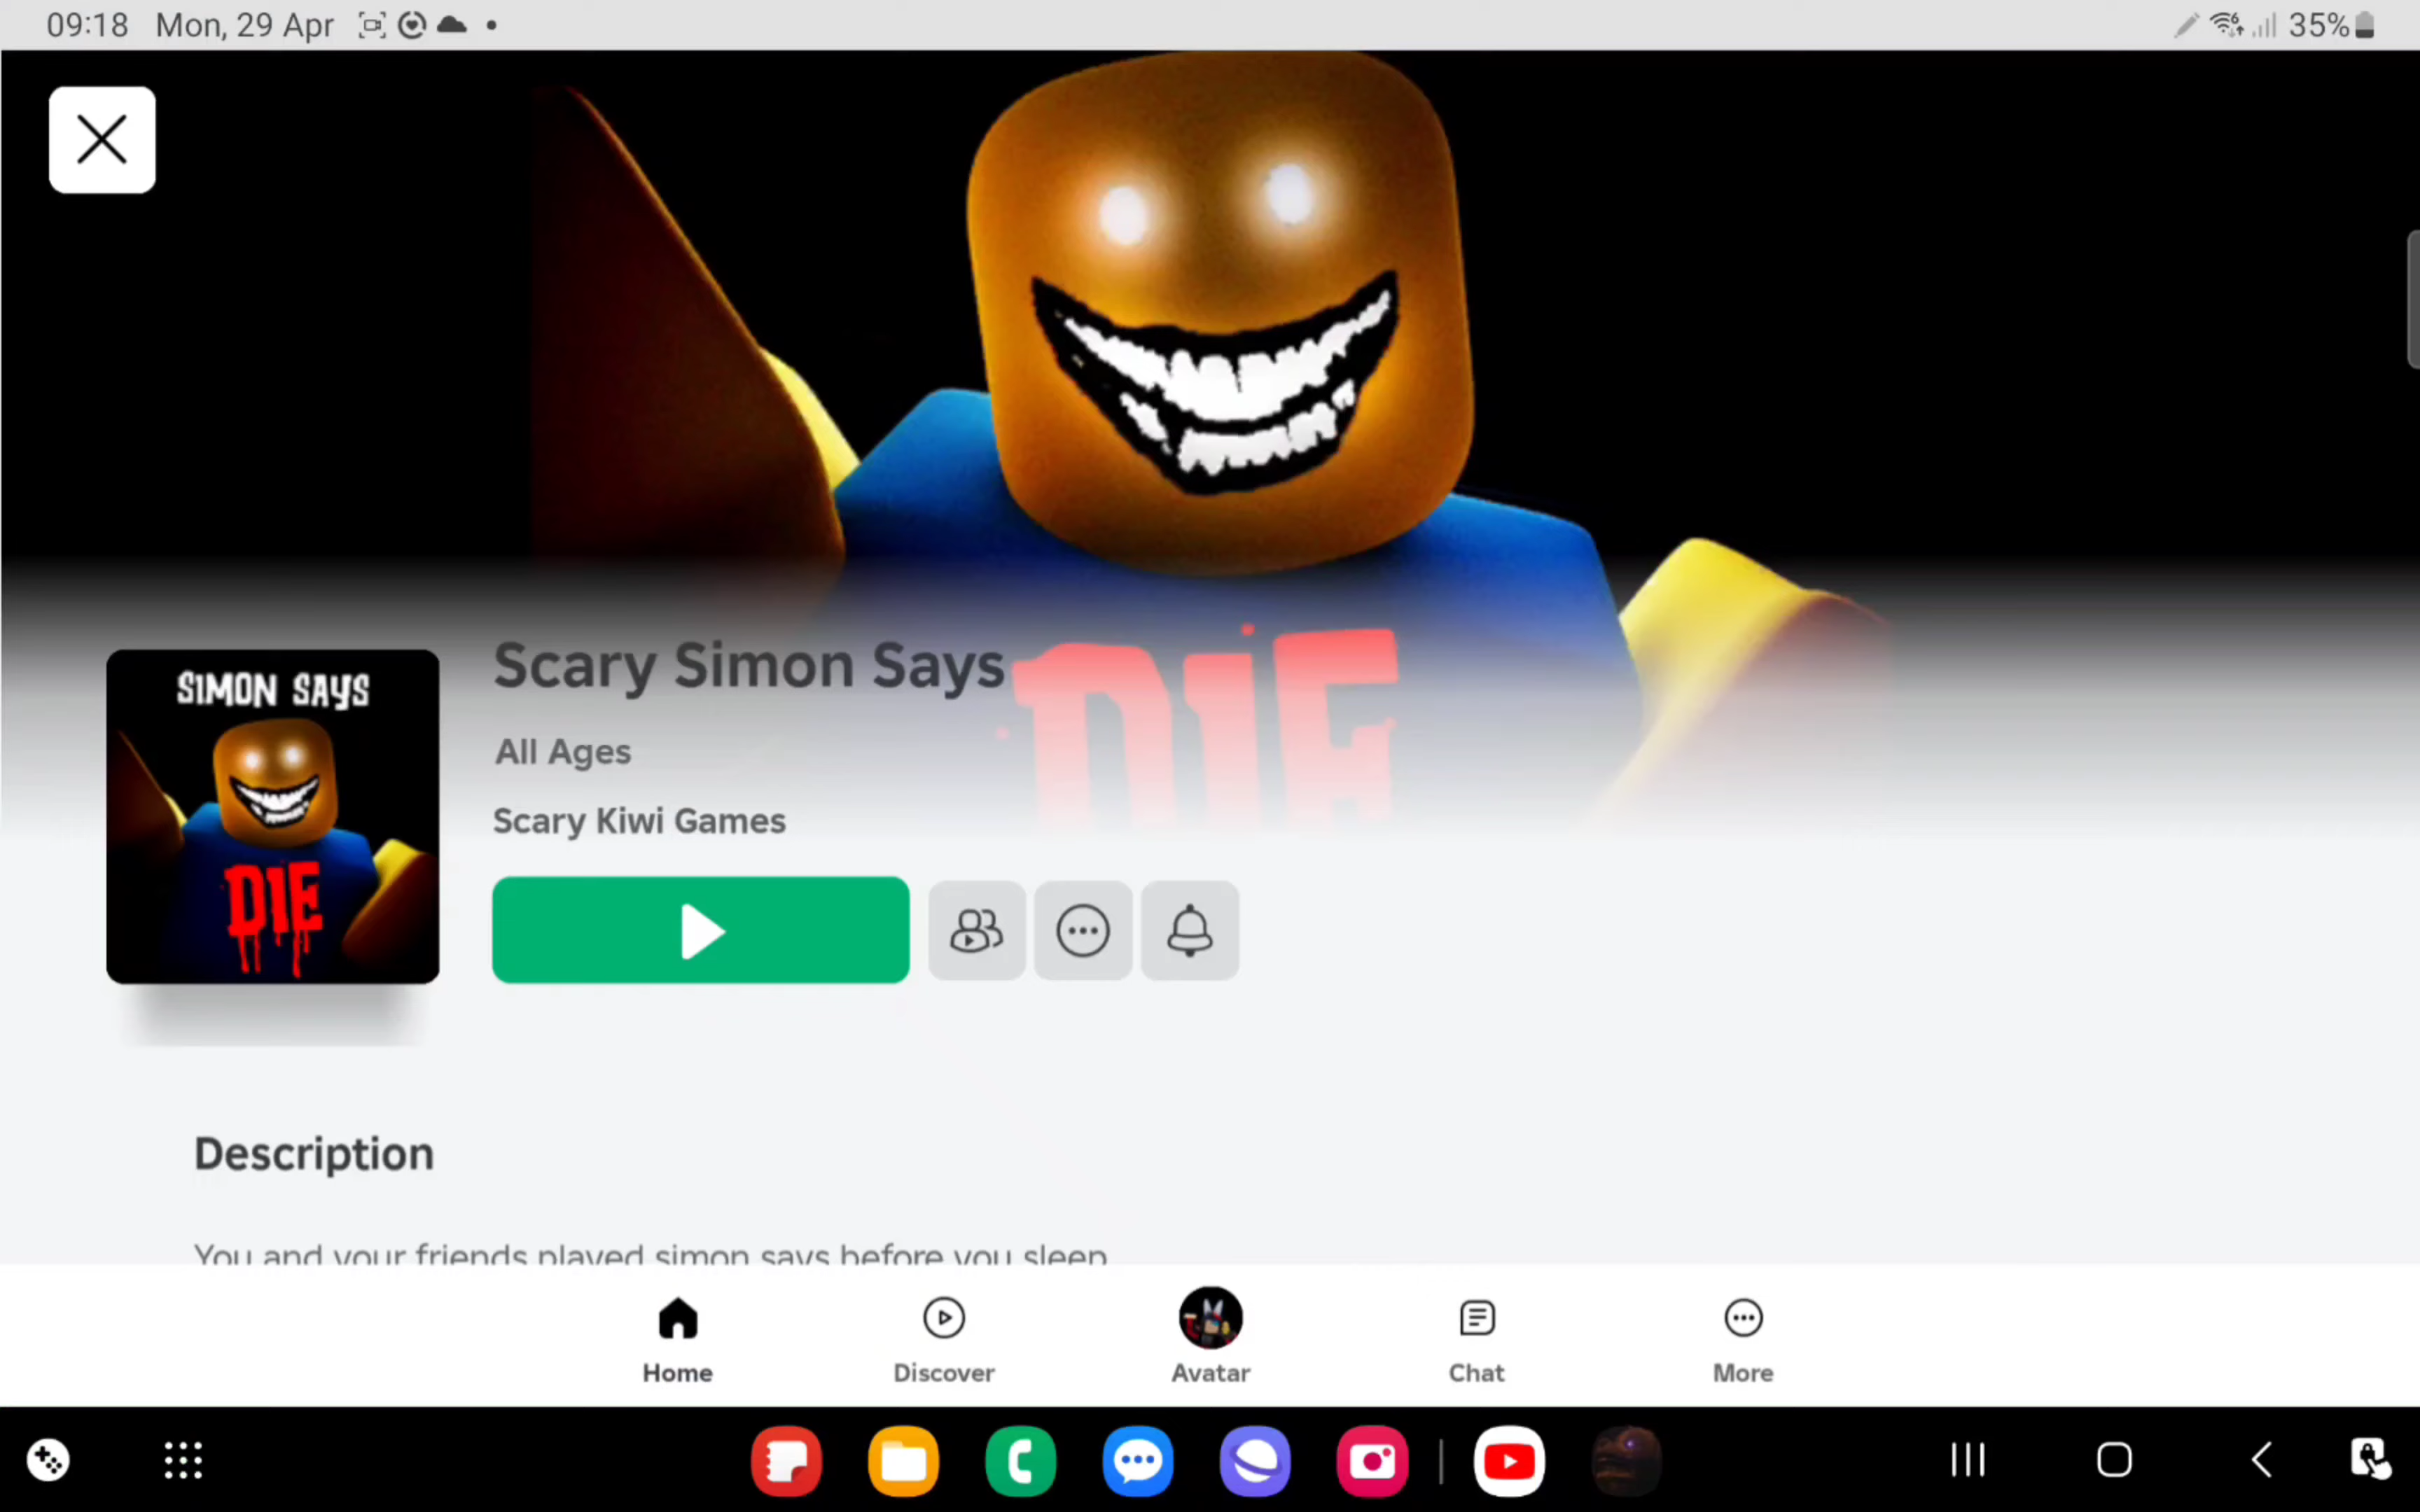 09:18 Mon, 29 Apr
35%
Scary Simon Says
DIE
SIMON SAYS
DIE
All Ages
Scary Kiwi Games
Description
You and your friends played simon says before you sleep
Home
Discover
Avatar
Chat
More